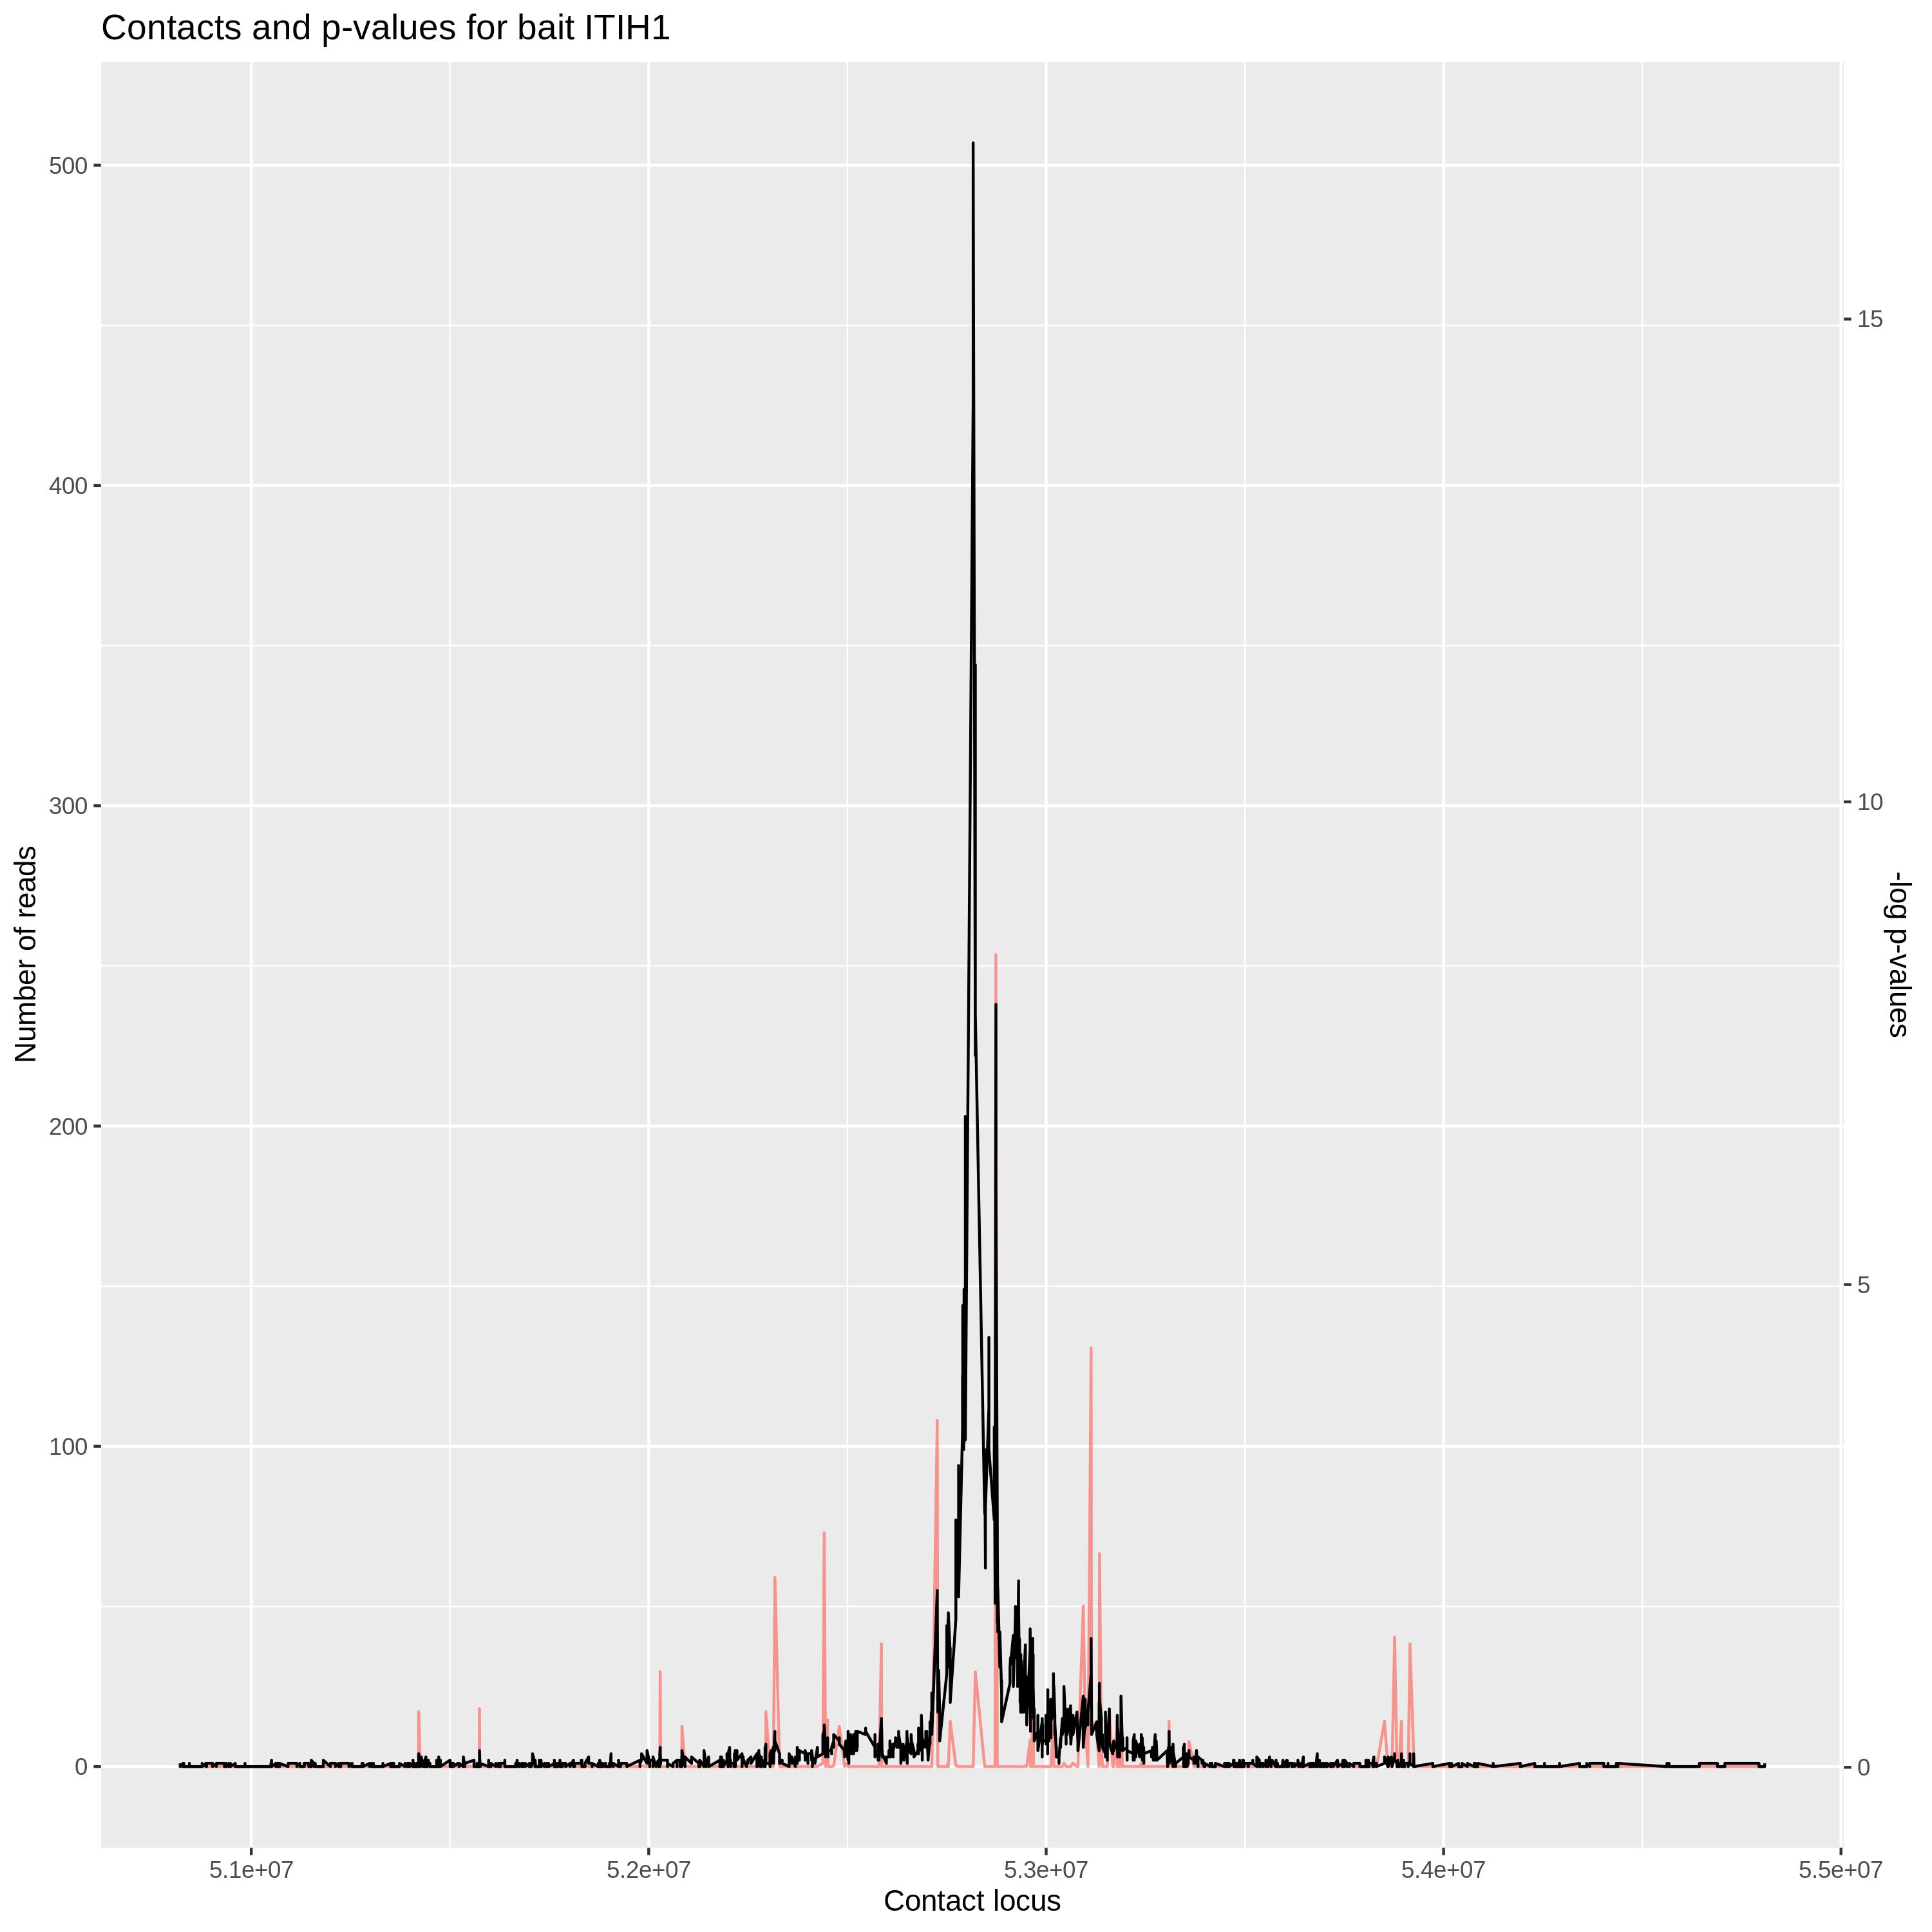 Contacts and p-values for bait ITIH1
500
400
300
200
100
0
Number of reads
15
10
5
0
-log p-values
5.1e+07
5.2e+07
5.3e+07
5.4e+07
5.5e+07
Contact locus